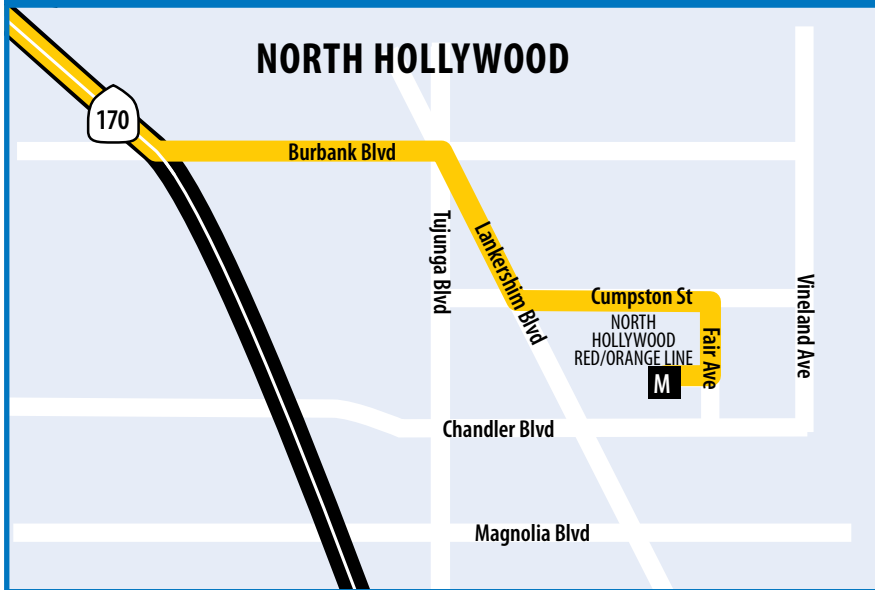 NORTH HOLLYWOOD
170
Burbank Blvd
Tujunga Blvd
Lankershim Blvd
Cumpston St
NORTH
HOLLYWOOD
RED/ORANGE LINE
M
Fair Ave
Vineland Ave
Chandler Blvd
Magnolia Blvd